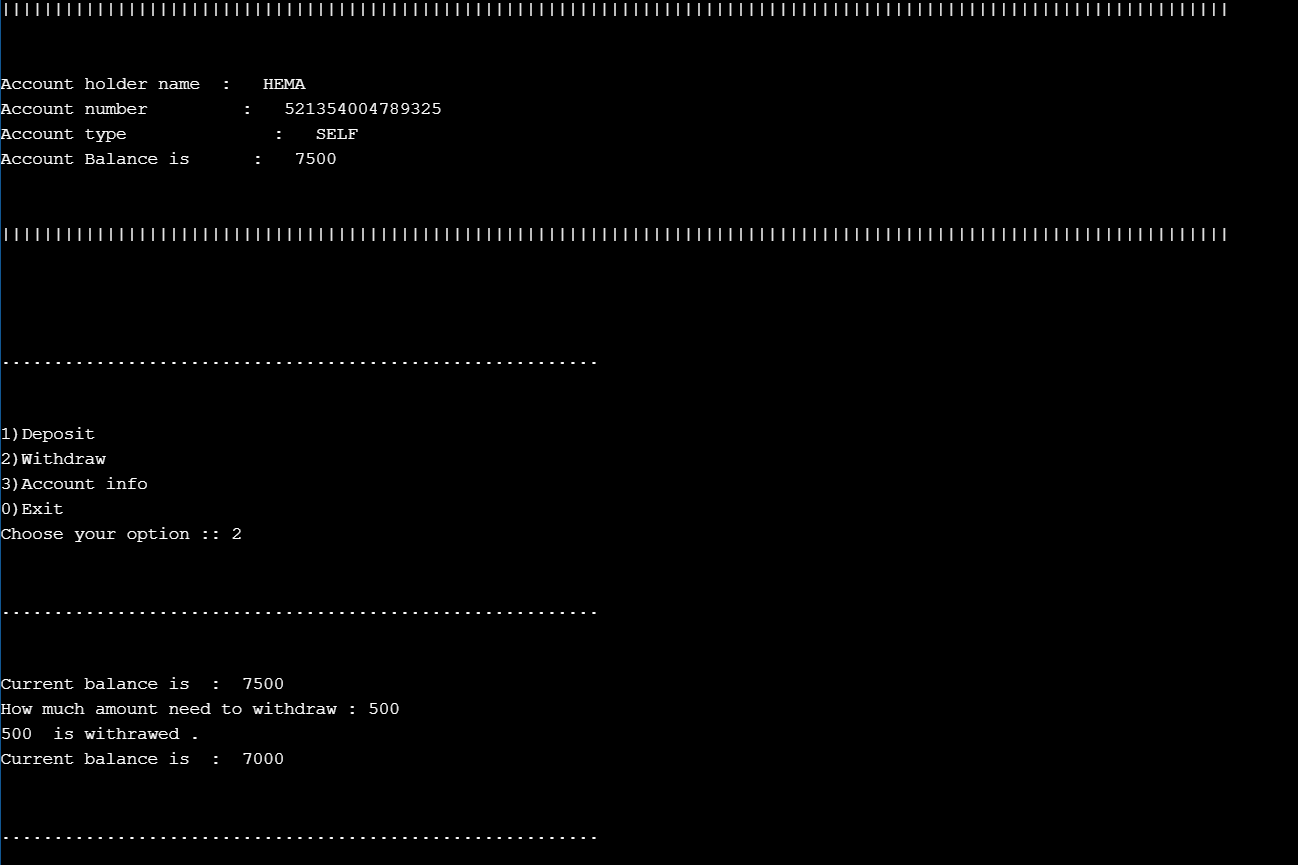 ||||||||||||||||||||||||||||||||||||||||||||||||||||||||||||||||||||||||||||||||||||||||||||||||||||||||||||||||||||
Account holder name  :   HEMA
Account number         :   521354004789325
Account type              :   SELF
Account Balance is      :   7500
||||||||||||||||||||||||||||||||||||||||||||||||||||||||||||||||||||||||||||||||||||||||||||||||||||||||||||||||||||
.........................................................
1)Deposit
2)Withdraw
3)Account info
0)Exit
Choose your option :: 2
.........................................................
Current balance is  :  7500
How much amount need to withdraw : 500
500  is withrawed .
Current balance is  :  7000
.........................................................